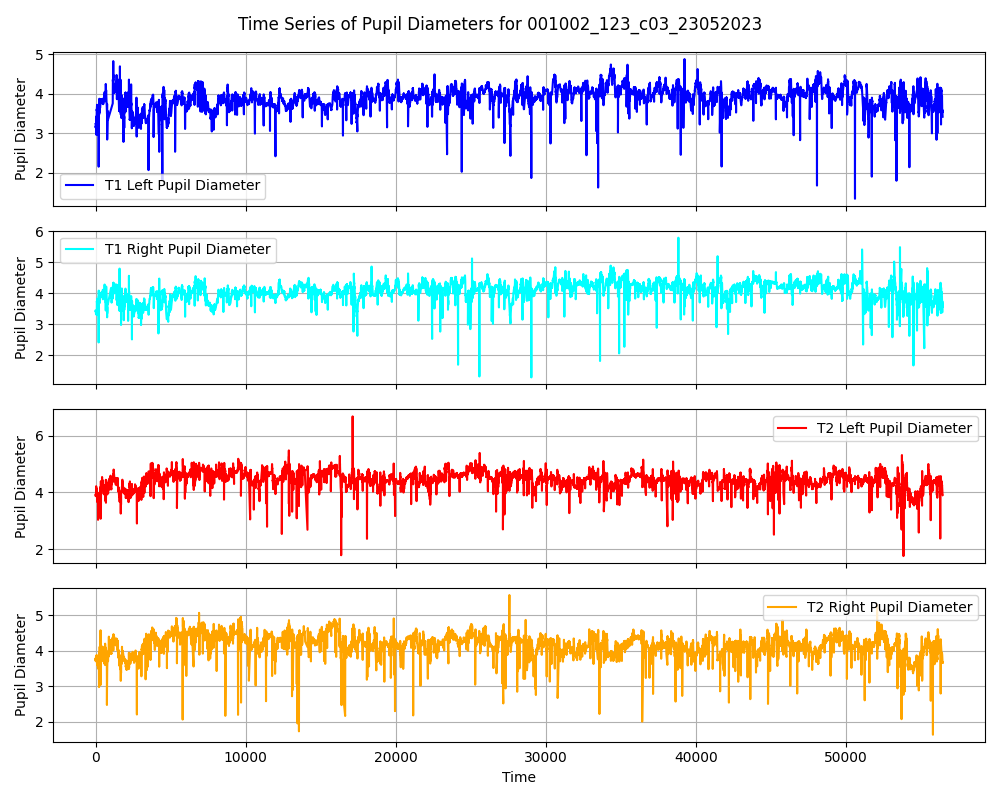 Time Series of Pupil Diameters for 001002_123_c03_23052023
5
4
3
2
Pupil Diameter
T1 Left Pupil Diameter
6
5
4
3
2
Pupil Diameter
T1 Right Pupil Diameter
6
4
2
Pupil Diameter
T2 Left Pupil Diameter
5
4
3
2
Pupil Diameter
T2 Right Pupil Diameter
0 10000 20000 30000 40000 50000
Time